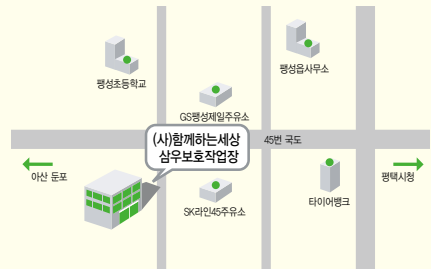 팽성초등학교
팽성읍사무소
GS팽성제일주유소
(사)함께하는세상
삼우보호작업장
45번 국도
아산 둔포
SK라인45주유소
타이어뱅크
평택시청